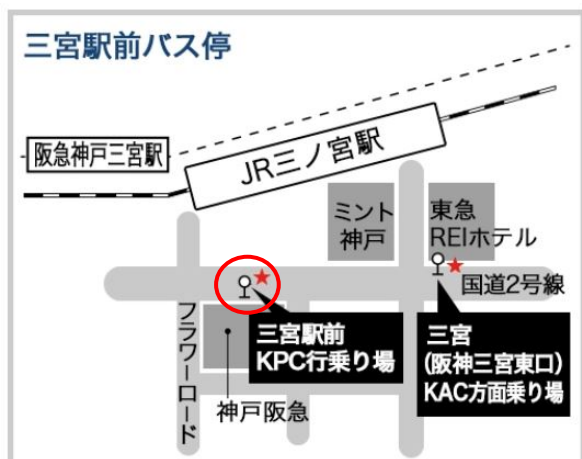 三宮駅前バス停
阪急神戸三宮駅
JR三ノ宮駅
ミント
神戸
東急
REIホテル
国道2号線
三宮駅前
KPC行乗り場
三宮
(阪神三宮東口)
KAC方面乗り場
フラワーロード
神戸阪急